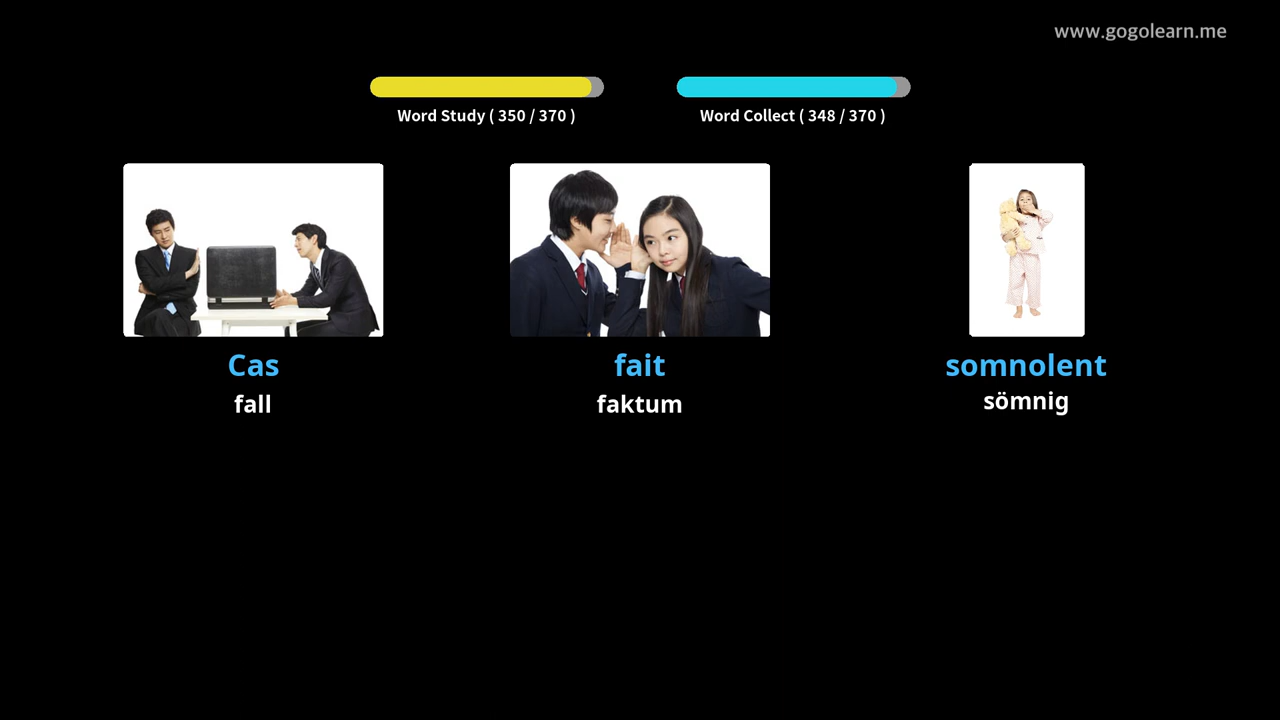 www.gogolearn.me
Word Study ( 350 / 370 )
Word Collect ( 348 / 370 )
Cas
fall
fait
faktum
somnolent
sömnig